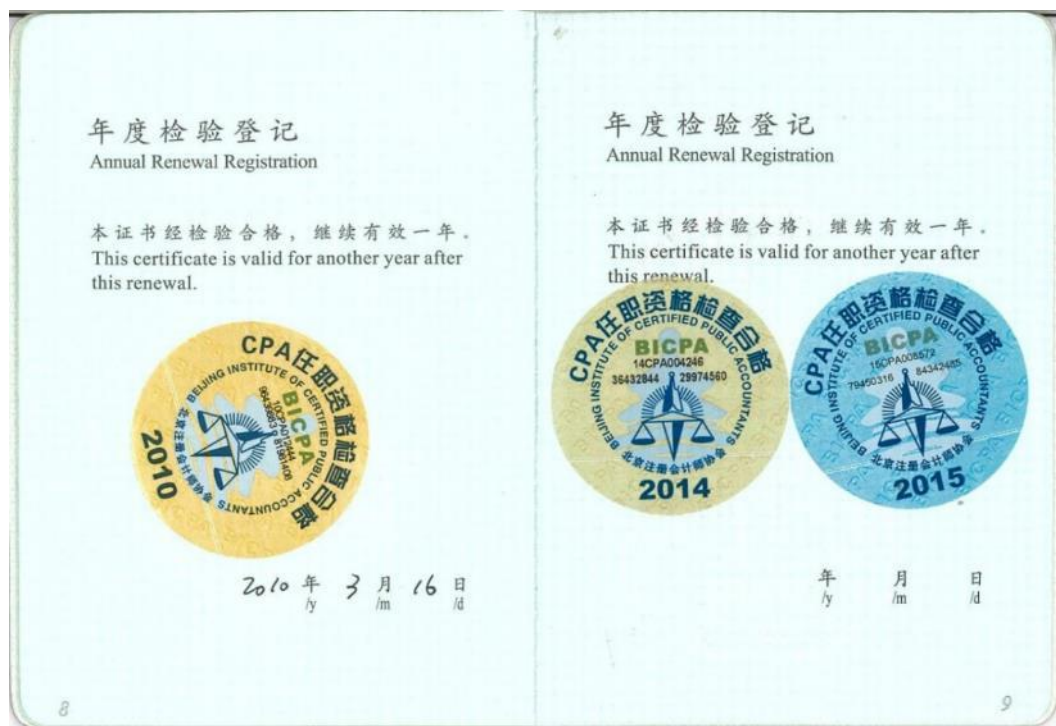 年度检验登记
Annual Renewal Registration
本证书经检验合格，继续有效一年。
This certificate is valid for another year after
this renewal.
CPA任职资格检查合格
BEIJING INSTITUTE OF CERTIFIED PUBLIC ACCOUNTANTS
BICPA
10CPA012444
北京注册会计师协会
2010
2010 年 3 月 16 日
/y /m /d
8
年度检验登记
Annual Renewal Registration
本证书经检验合格，继续有效一年。
This certificate is valid for another year after
this renewal.
CPA任职资格检查合格
BEIJING INSTITUTE OF CERTIFIED PUBLIC ACCOUNTANTS
BICPA
14CPA004246
36432844 29974560
北京注册会计师协会
2014
CPA任职资格检查合格
BEIJING INSTITUTE OF CERTIFIED PUBLIC ACCOUNTANTS
BICPA
15CPA008572
79450316 84342485
北京注册会计师协会
2015
年 月 日
/y /m /d
9